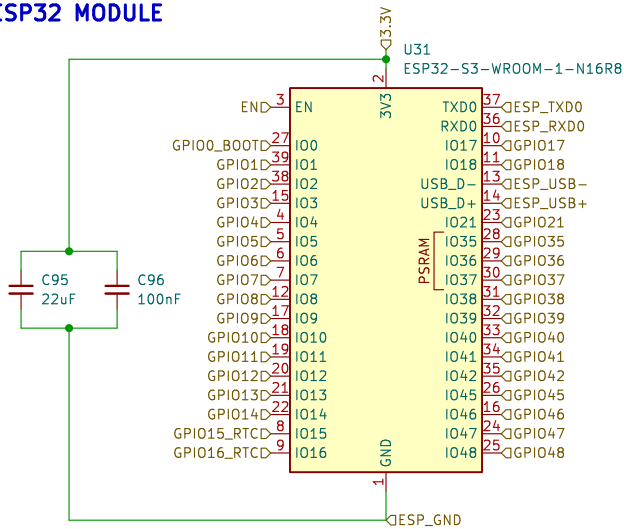 ESP32 MODULE
3.3V
U31
ESP32-S3-WROOM-1-N16R8
2
3V3
EN 3 EN TXD0 37 ESP_TXD0
RXD0 36 ESP_RXD0
GPIO0_BOOT 27 IO0 IO17 10 GPIO17
GPIO1 39 IO1 IO18 11 GPIO18
GPIO2 38 IO2 USB_D- 13 ESP_USB-
GPIO3 15 IO3 USB_D+ 14 ESP_USB+
GPIO4 4 IO4 IO21 23 GPIO21
GPIO5 5 IO5 IO35 28 GPIO35
GPIO6 6 IO6 IO36 29 GPIO36
GPIO7 7 IO7 IO37 30 GPIO37
PSRAM
GPIO8 12 IO8 IO38 31 GPIO38
GPIO9 17 IO9 IO39 32 GPIO39
GPIO10 18 IO10 IO40 33 GPIO40
GPIO11 19 IO11 IO41 34 GPIO41
GPIO12 20 IO12 IO42 35 GPIO42
GPIO13 21 IO13 IO45 26 GPIO45
GPIO14 22 IO14 IO46 16 GPIO46
GPIO15_RTC 8 IO15 IO47 24 GPIO47
GPIO16_RTC 9 IO16 IO48 25 GPIO48
C95
22uF
C96
100nF
GND
1
ESP_GND